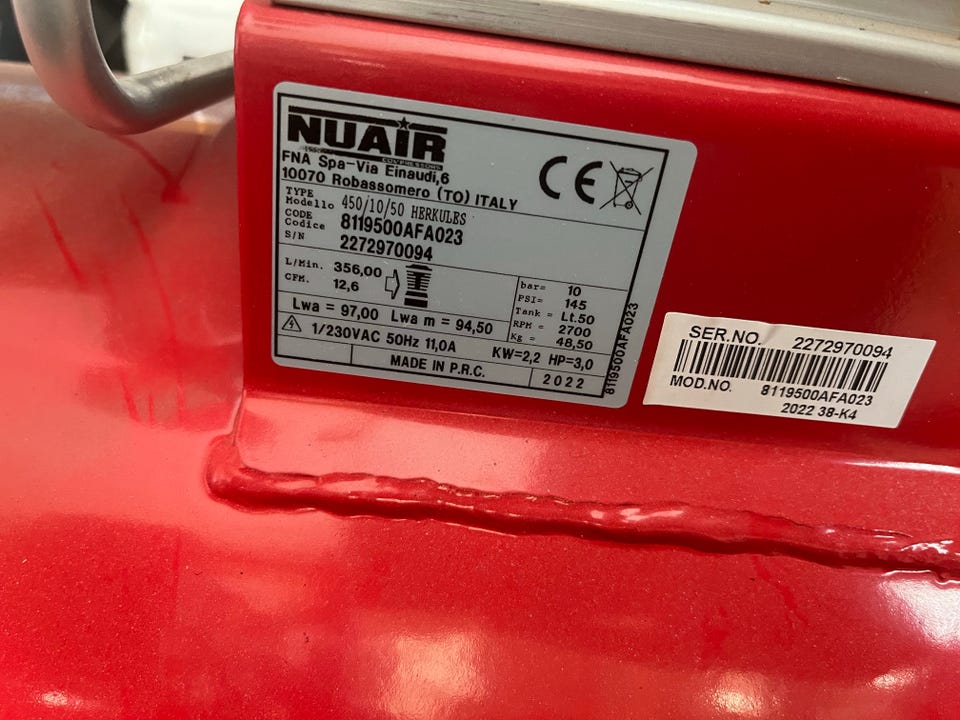 NUAIR
COMPRESSORS
FNA Spa-Via Einaudi,6
10070 Robassomero (TO) ITALY
TYPE
Modello 450/10/50 HERKULES
CODE
Codice 8119500AFA023
S/N 2272970094
L/Min. 356,00
CFM. 12,6
bar= 10
PSI= 145
Tank = Lt.50
RPM = 2700
Kg = 48,50
Lwa = 97,00 Lwa m = 94,50
1/230VAC 50Hz 11,0A KW=2,2 HP=3,0
MADE IN P.R.C. 2022
CE
8119500AFA023
SER.NO. 2272970094
MOD.NO. 8119500AFA023
2022 38-K4